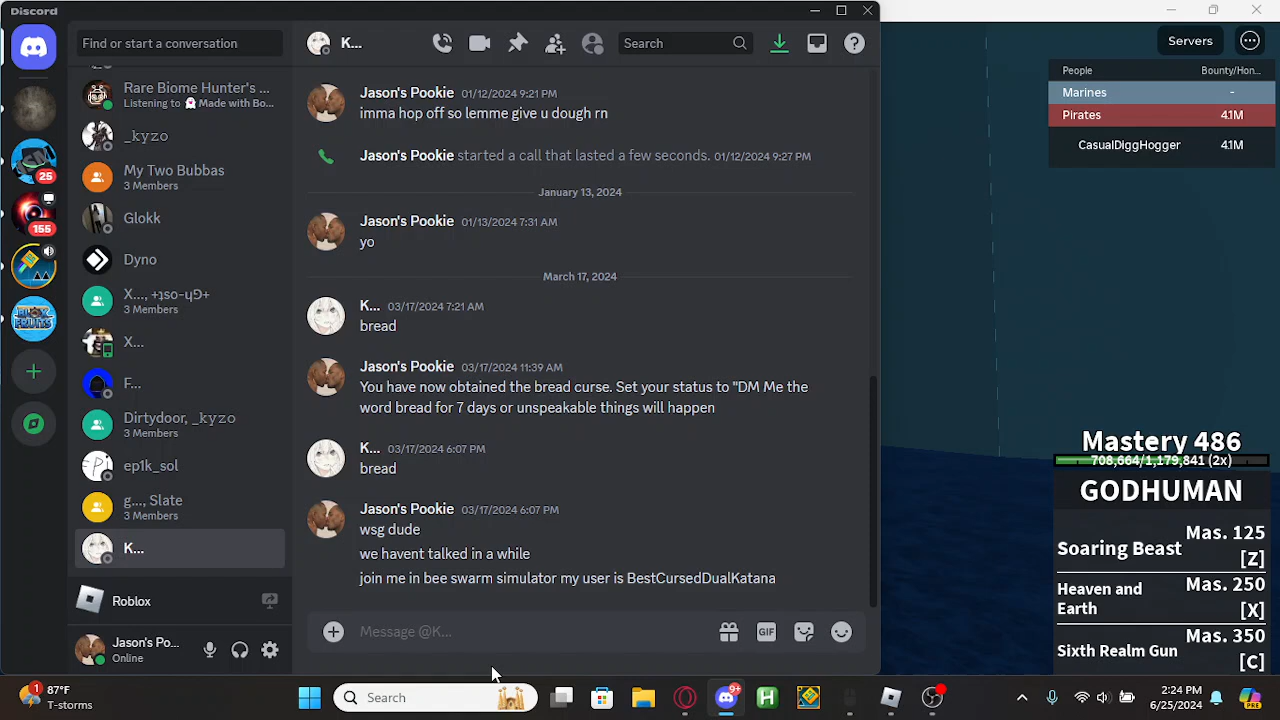 Discord
Find or start a conversation
K...
Search
Servers
People Bounty/Hon...
Marines -
Pirates 4.1M
CasualDiggHogger 4.1M
Rare Biome Hunter's ...
Listening to Made with Bo...
_kyzo
My Two Bubbas
3 Members
25
Glokk
155
Dyno
3 Members
X...
BLOX FRUITS
F...
Dirtydoor, _kyzo
3 Members
ep1k_sol
g..., Slate
3 Members
K...
Roblox
Jason's Po...
Online
Jason's Pookie 01/12/2024 9:21 PM
imma hop off so lemme give u dough rn
Jason's Pookie started a call that lasted a few seconds. 01/12/2024 9:27 PM
January 13, 2024
Jason's Pookie 01/13/2024 7:31 AM
yo
March 17, 2024
K... 03/17/2024 7:21 AM
bread
Jason's Pookie 03/17/2024 11:39 AM
You have now obtained the bread curse. Set your status to "DM Me the
word bread for 7 days or unspeakable things will happen
K... 03/17/2024 6:07 PM
bread
Jason's Pookie 03/17/2024 6:07 PM
wsg dude
we havent talked in a while
join me in bee swarm simulator my user is BestCursedDualKatana
Message @K...
GIF
Mastery 486
708,664/1,179,841 (2x)
GODHUMAN
Mas. 125
Soaring Beast [Z]
Mas. 250
Heaven and
Earth [X]
Mas. 350
Sixth Realm Gun [C]
1
87°F
T-storms
Search
9+
H
2:24 PM
6/25/2024
PRE